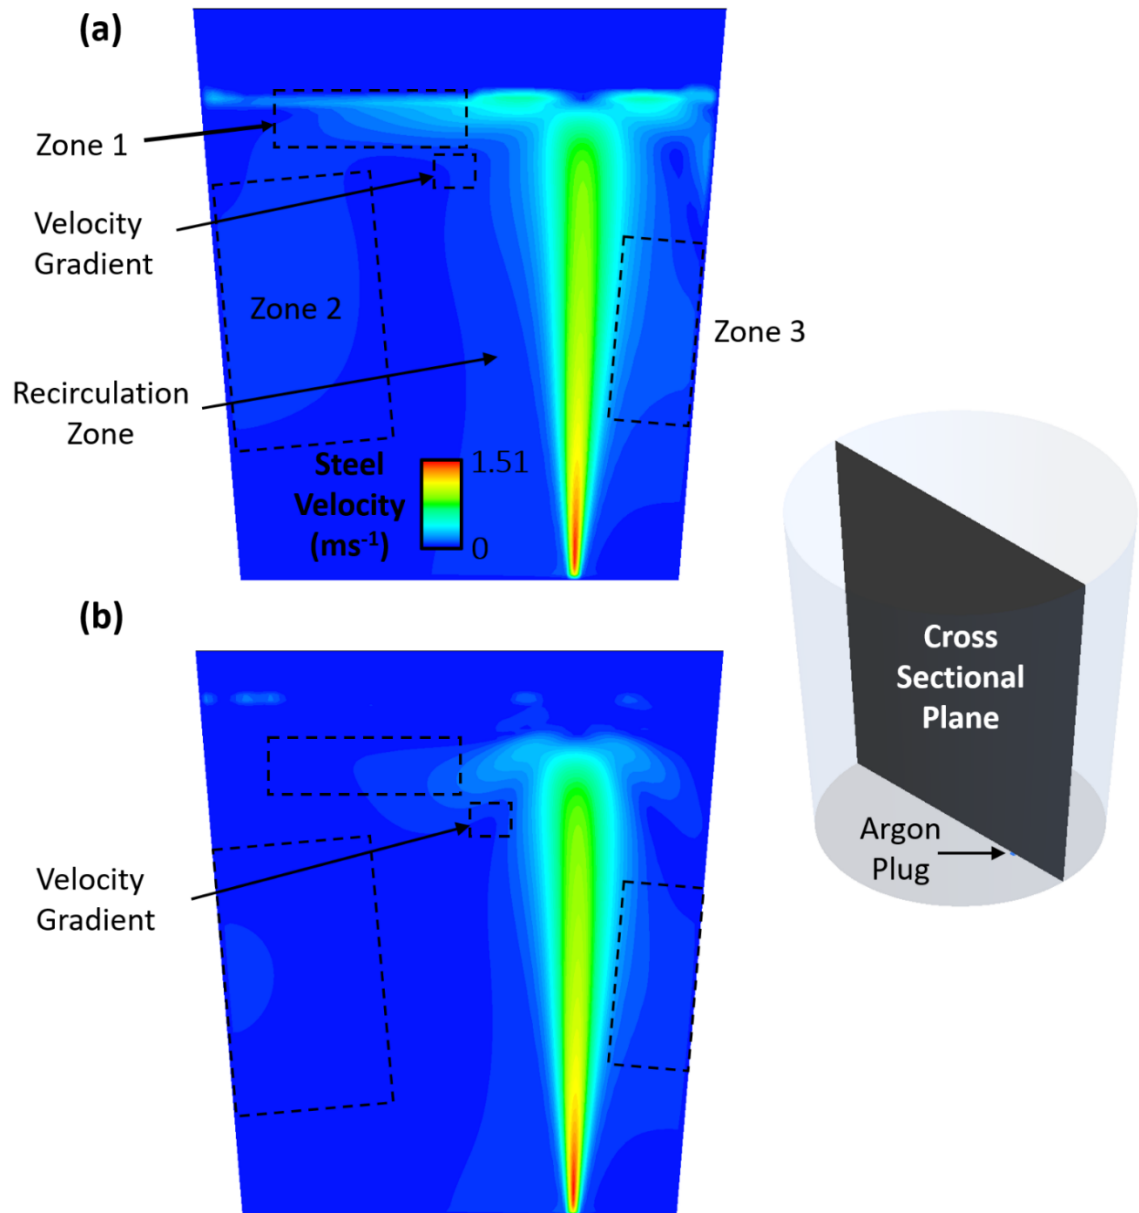 (a)
Zone 1
Velocity
Gradient
Zone 2
Zone 3
Recirculation
Zone
Steel
Velocity
(ms⁻¹)
1.51
0
(b)
Velocity
Gradient
Cross
Sectional
Plane
Argon
Plug